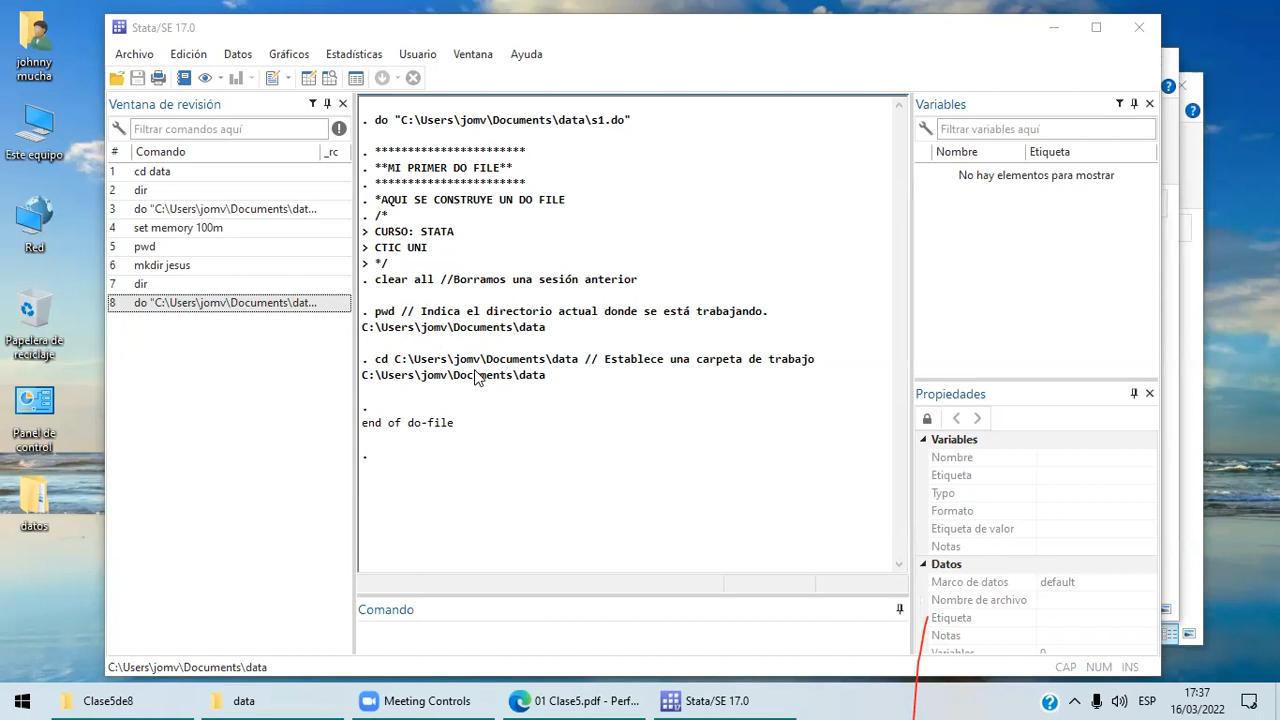 johnny
mucha
Este equipo
Red
Papelera de
reciclaje
Panel de
control
datos
Stata/SE 17.0
Archivo Edición Datos Gráficos Estadísticas Usuario Ventana Ayuda
Ventana de revisión
Filtrar comandos aquí
# Comando _rc
1 cd data
2 dir
3 do "C:\Users\jomv\Documents\dat...
4 set memory 100m
5 pwd
6 mkdir jesus
7 dir
8 do "C:\Users\jomv\Documents\dat...
. do "C:\Users\jomv\Documents\data\s1.do"
. ***********************
. **MI PRIMER DO FILE**
. ***********************
. *AQUI SE CONSTRUYE UN DO FILE
. /*
> CURSO: STATA
> CTIC UNI
> */
. clear all //Borramos una sesión anterior
. pwd // Indica el directorio actual donde se está trabajando.
C:\Users\jomv\Documents\data
. cd C:\Users\jomv\Documents\data // Establece una carpeta de trabajo
C:\Users\jomv\Documents\data
.
end of do-file
.
Comando
Variables
Filtrar variables aquí
Nombre Etiqueta
No hay elementos para mostrar
Propiedades
Variables
Nombre
Etiqueta
Typo
Formato
Etiqueta de valor
Notas
Datos
Marco de datos default
Nombre de archivo
Etiqueta
Notas
Variables 0
C:\Users\jomv\Documents\data
CAP NUM INS
Clase5de8
data
Meeting Controls
01 Clase5.pdf - Perf...
Stata/SE 17.0
ESP
17:37
16/03/2022